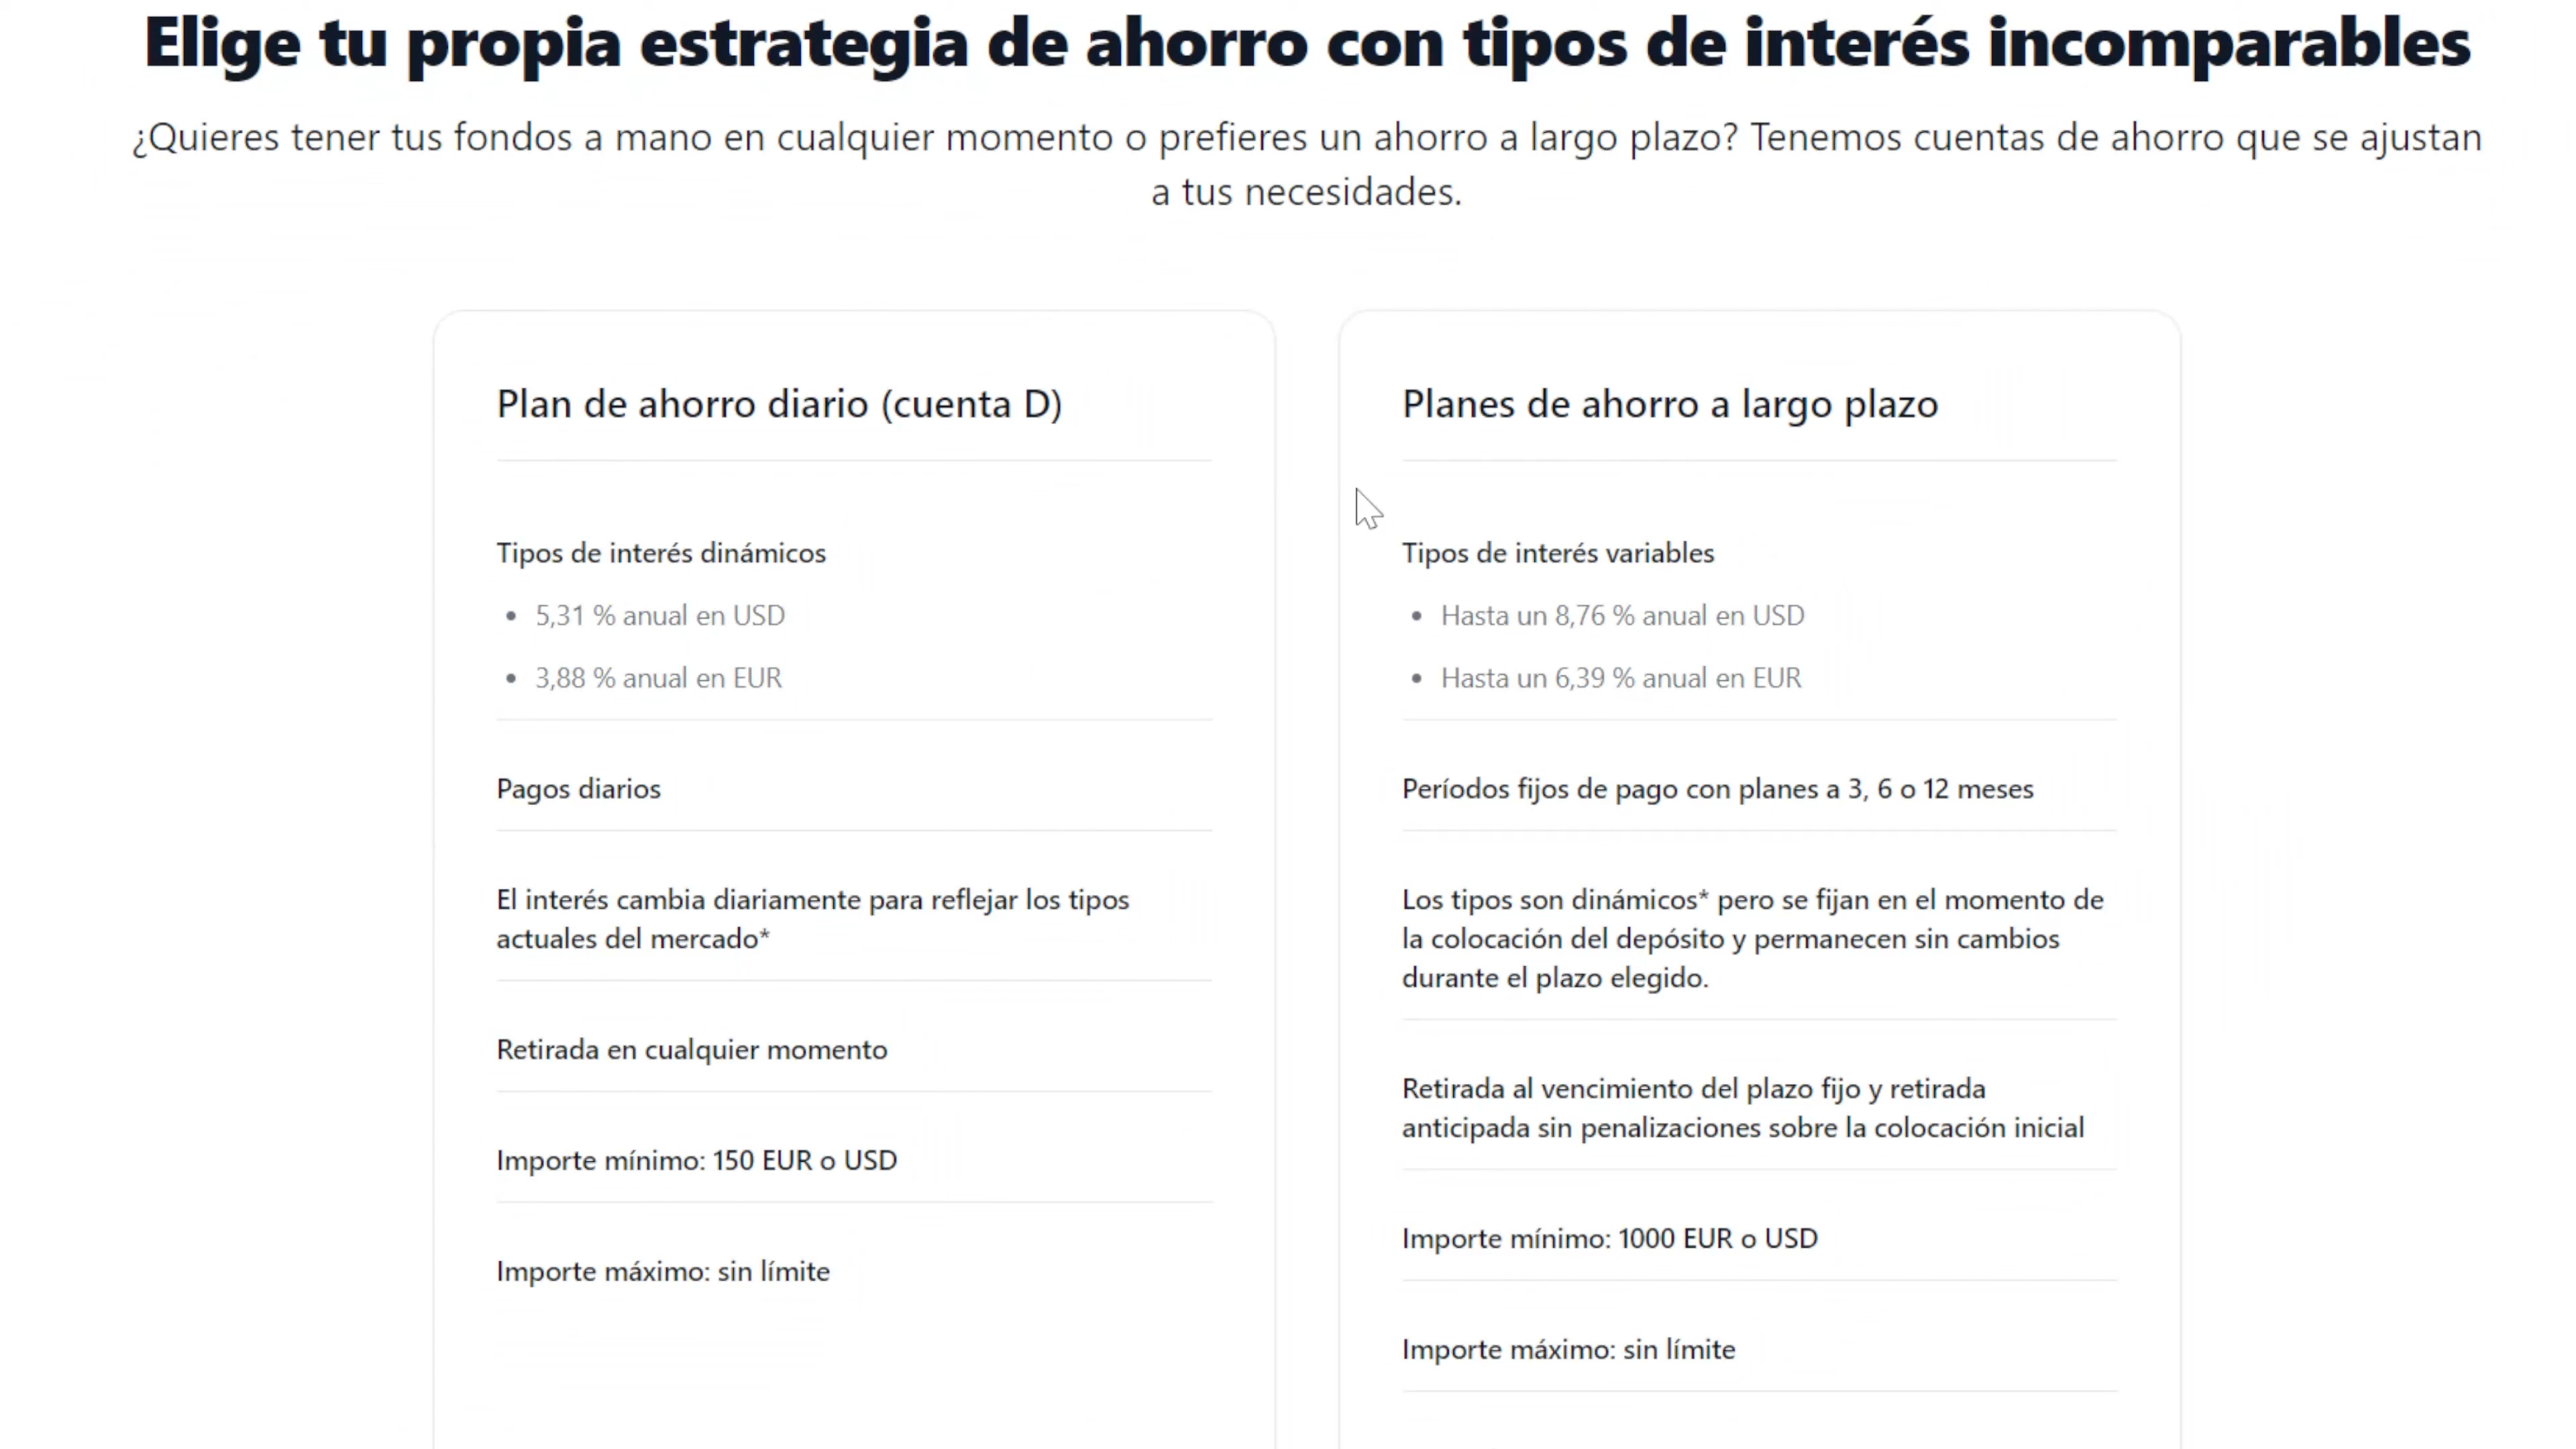 Elige tu propia estrategia de ahorro con tipos de interés incomparables
¿Quieres tener tus fondos a mano en cualquier momento o prefieres un ahorro a largo plazo? Tenemos cuentas de ahorro que se ajustan
a tus necesidades.
Plan de ahorro diario (cuenta D)
Tipos de interés dinámicos
• 5,31 % anual en USD
• 3,88 % anual en EUR
Pagos diarios
El interés cambia diariamente para reflejar los tipos
actuales del mercado*
Retirada en cualquier momento
Importe mínimo: 150 EUR o USD
Importe máximo: sin límite
Planes de ahorro a largo plazo
Tipos de interés variables
• Hasta un 8,76 % anual en USD
• Hasta un 6,39 % anual en EUR
Períodos fijos de pago con planes a 3, 6 o 12 meses
Los tipos son dinámicos* pero se fijan en el momento de
la colocación del depósito y permanecen sin cambios
durante el plazo elegido.
Retirada al vencimiento del plazo fijo y retirada
anticipada sin penalizaciones sobre la colocación inicial
Importe mínimo: 1000 EUR o USD
Importe máximo: sin límite